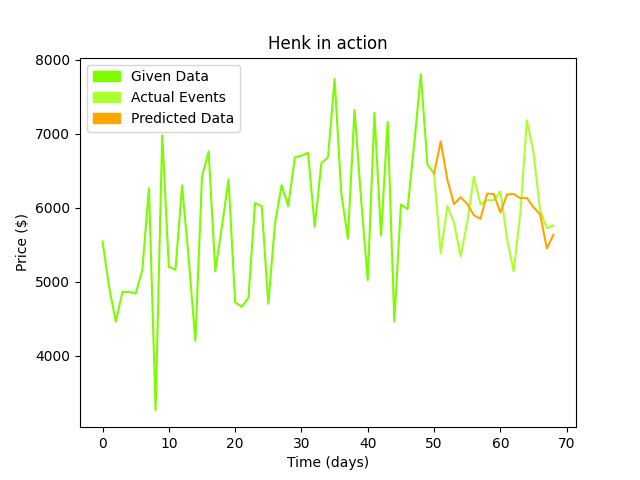 Henk in action
Given Data
Actual Events
Predicted Data
Price ($)
8000
7000
6000
5000
4000
0 10 20 30 40 50 60 70
Time (days)